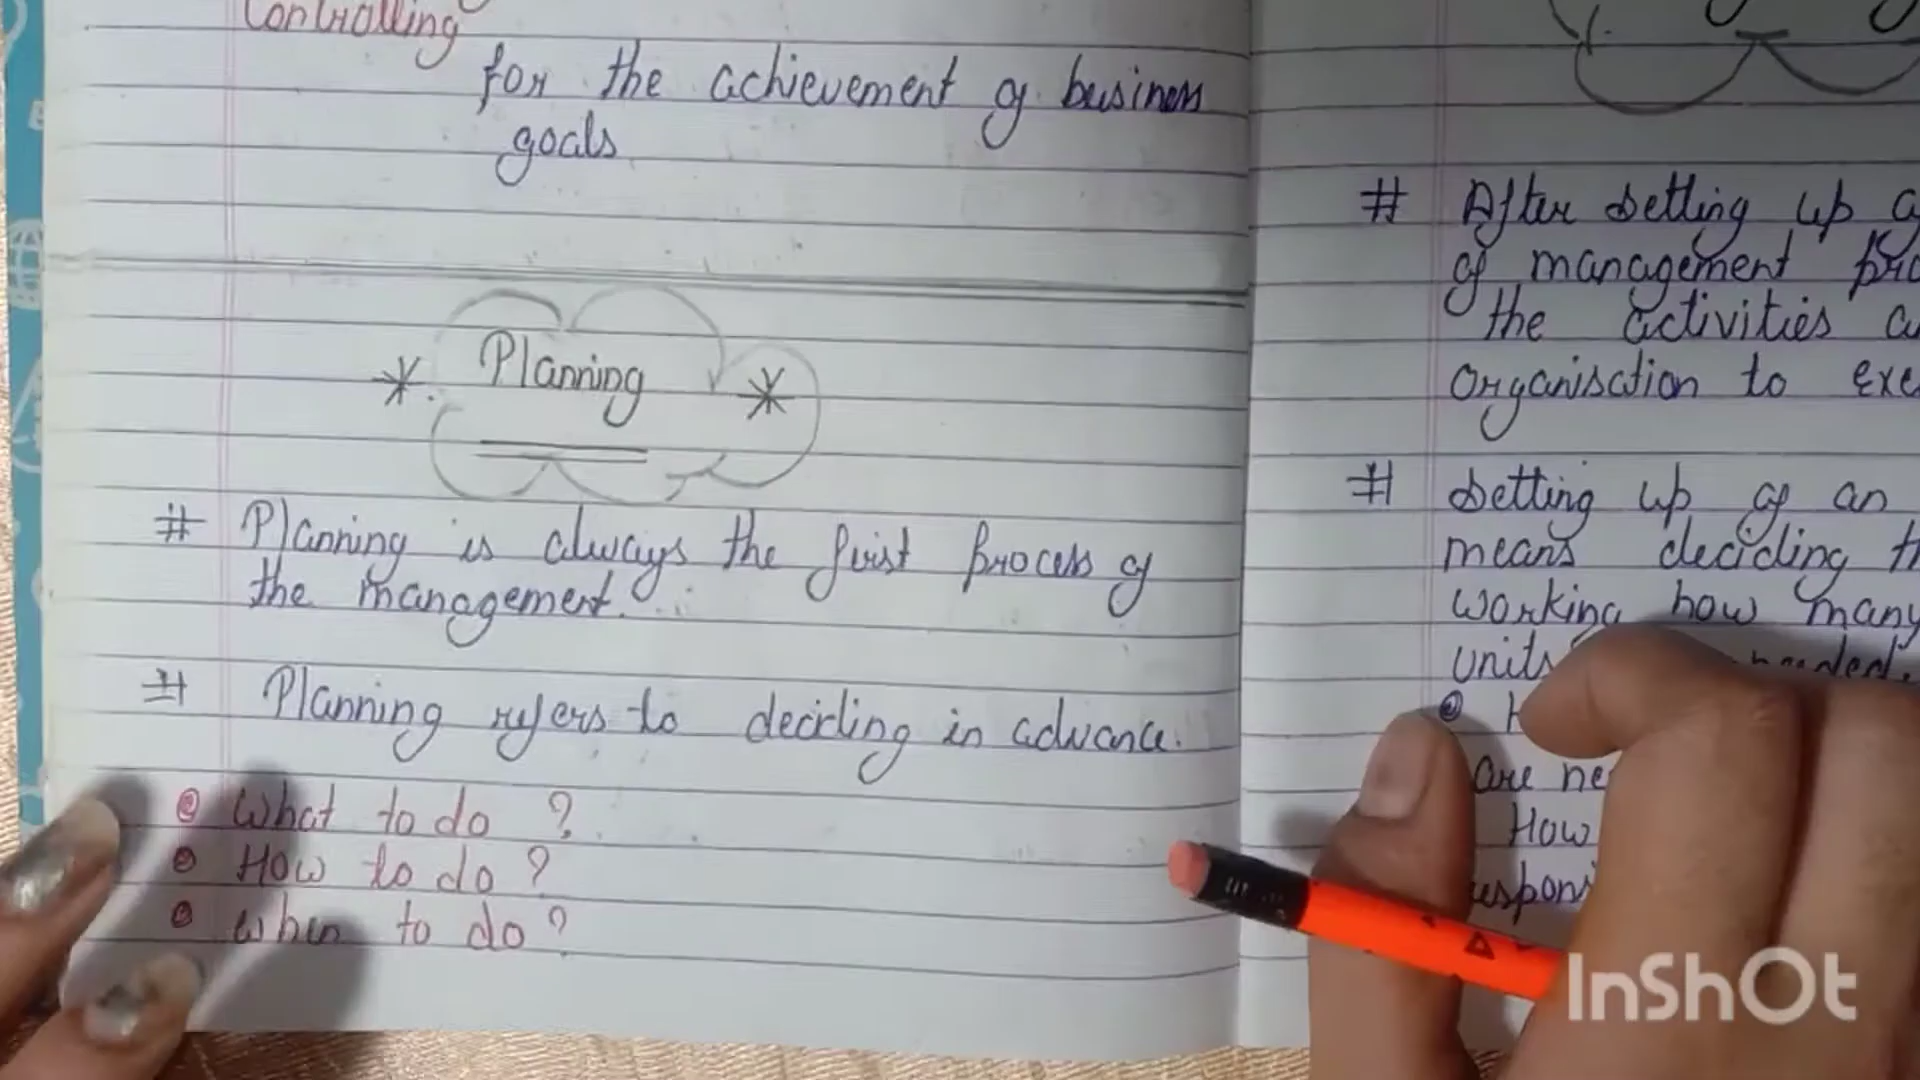 Controlling
for the achievement of business
goals
Planning
# Planning is always the first process of
the management.
# Planning refers to deciding in advance.
What to do ?
How to do ?
When to do ?
# After setting up
of management
the activities
Organisation to
# Setting up of an
means deciding
working how many
units needed.
are
How
InShOt